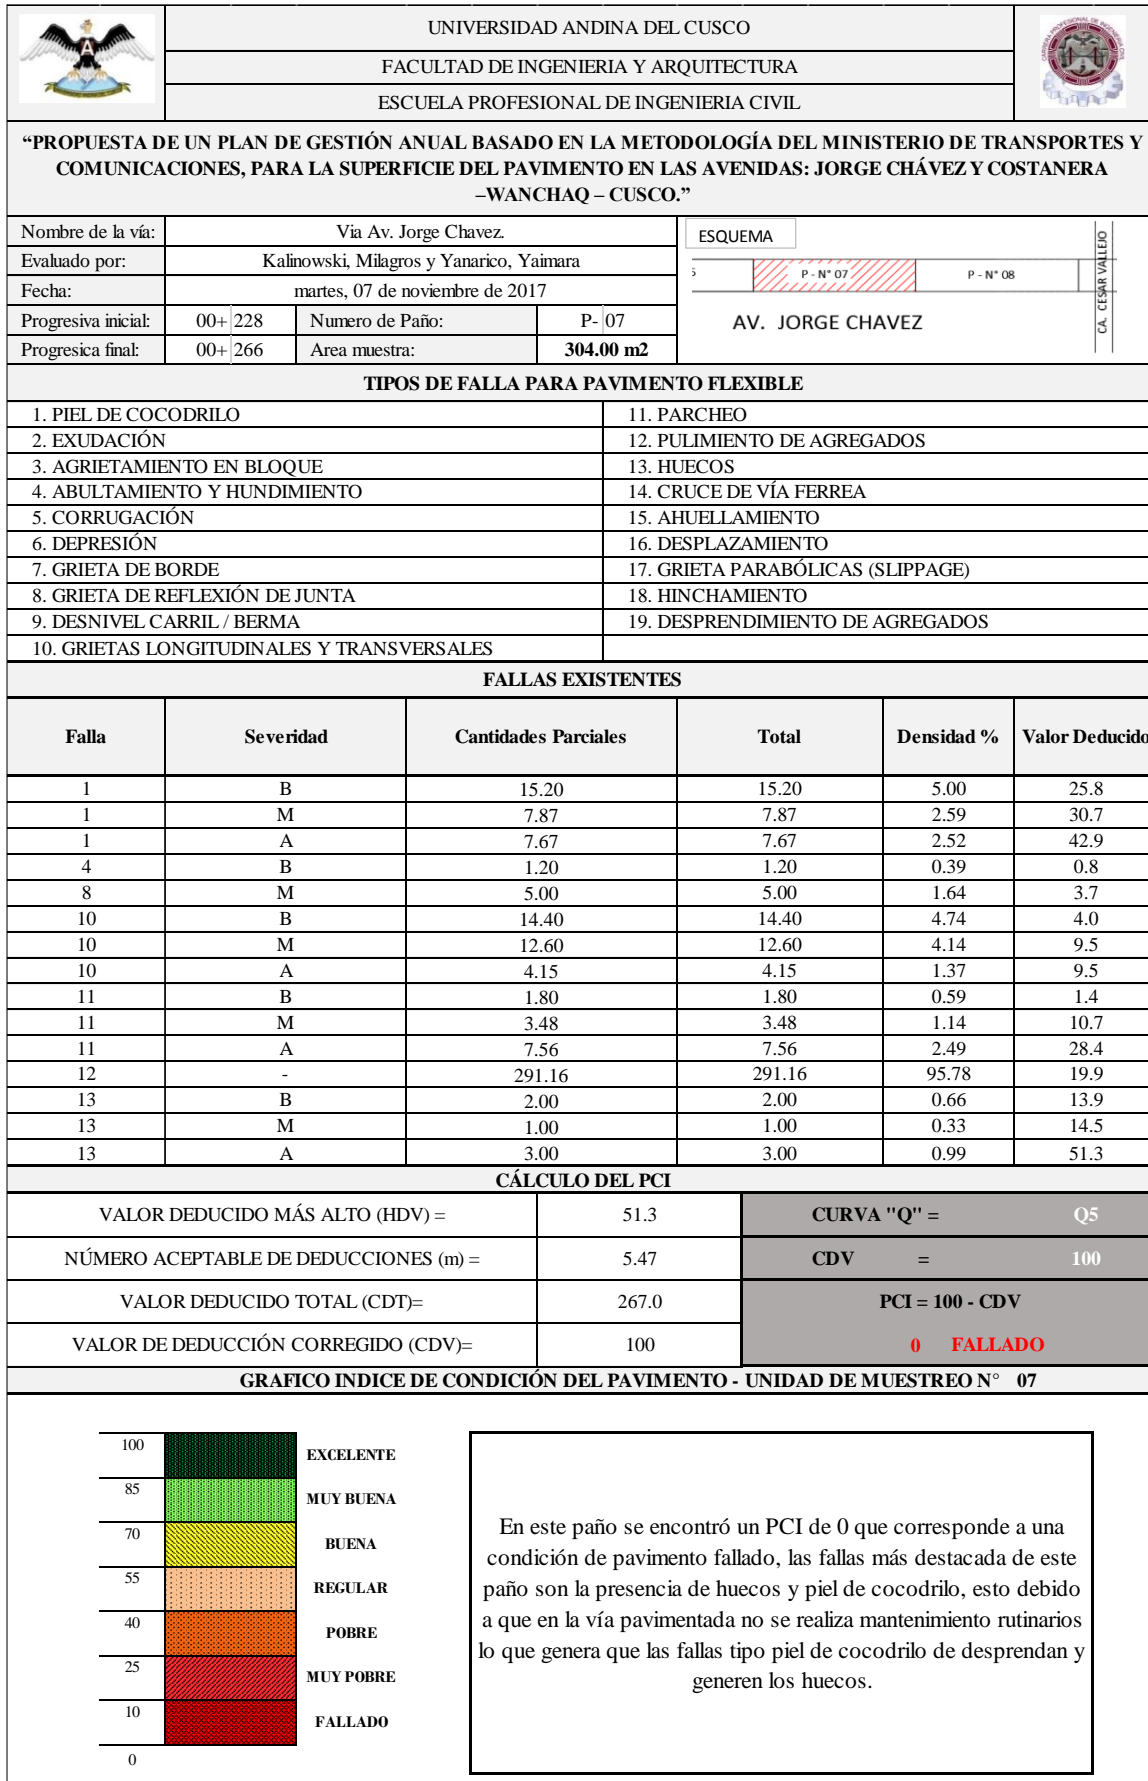 UNIVERSIDAD ANDINA DEL CUSCO
FACULTAD DE INGENIERIA Y ARQUITECTURA
ESCUELA PROFESIONAL DE INGENIERIA CIVIL
“PROPUESTA DE UN PLAN DE GESTIÓN ANUAL BASADO EN LA METODOLOGÍA DEL MINISTERIO DE TRANSPORTES Y
COMUNICACIONES, PARA LA SUPERFICIE DEL PAVIMENTO EN LAS AVENIDAS: JORGE CHÁVEZ Y COSTANERA
–WANCHAQ – CUSCO.”
Nombre de la vía: Via Av. Jorge Chavez.
Evaluado por: Kalinowski, Milagros y Yanarico, Yaimara
Fecha: martes, 07 de noviembre de 2017
Progresiva inicial: 00+ 228 Numero de Paño: P- 07
Progresica final: 00+ 266 Area muestra: 304.00 m2
ESQUEMA
P - N° 07 P - N° 08
AV. JORGE CHAVEZ
CA. CESAR VALLEJO
TIPOS DE FALLA PARA PAVIMENTO FLEXIBLE
1. PIEL DE COCODRILO 11. PARCHEO
2. EXUDACIÓN 12. PULIMIENTO DE AGREGADOS
3. AGRIETAMIENTO EN BLOQUE 13. HUECOS
4. ABULTAMIENTO Y HUNDIMIENTO 14. CRUCE DE VÍA FERREA
5. CORRUGACIÓN 15. AHUELLAMIENTO
6. DEPRESIÓN 16. DESPLAZAMIENTO
7. GRIETA DE BORDE 17. GRIETA PARABÓLICAS (SLIPPAGE)
8. GRIETA DE REFLEXIÓN DE JUNTA 18. HINCHAMIENTO
9. DESNIVEL CARRIL / BERMA 19. DESPRENDIMIENTO DE AGREGADOS
10. GRIETAS LONGITUDINALES Y TRANSVERSALES
FALLAS EXISTENTES
Falla Severidad Cantidades Parciales Total Densidad % Valor Deducido
1 B 15.20 15.20 5.00 25.8
1 M 7.87 7.87 2.59 30.7
1 A 7.67 7.67 2.52 42.9
4 B 1.20 1.20 0.39 0.8
8 M 5.00 5.00 1.64 3.7
10 B 14.40 14.40 4.74 4.0
10 M 12.60 12.60 4.14 9.5
10 A 4.15 4.15 1.37 9.5
11 B 1.80 1.80 0.59 1.4
11 M 3.48 3.48 1.14 10.7
11 A 7.56 7.56 2.49 28.4
12 - 291.16 291.16 95.78 19.9
13 B 2.00 2.00 0.66 13.9
13 M 1.00 1.00 0.33 14.5
13 A 3.00 3.00 0.99 51.3
CÁLCULO DEL PCI
VALOR DEDUCIDO MÁS ALTO (HDV) = 51.3 CURVA "Q" = Q5
NÚMERO ACEPTABLE DE DEDUCCIONES (m) = 5.47 CDV = 100
VALOR DEDUCIDO TOTAL (CDT)= 267.0 PCI = 100 - CDV
VALOR DE DEDUCCIÓN CORREGIDO (CDV)= 100 0 FALLADO
GRAFICO INDICE DE CONDICIÓN DEL PAVIMENTO - UNIDAD DE MUESTREO N° 07
100
EXCELENTE
85
MUY BUENA
70
BUENA
55
REGULAR
40
POBRE
25
MUY POBRE
10
FALLADO
0
En este paño se encontró un PCI de 0 que corresponde a una
condición de pavimento fallado, las fallas más destacada de este
paño son la presencia de huecos y piel de cocodrilo, esto debido
a que en la vía pavimentada no se realiza mantenimiento rutinarios
lo que genera que las fallas tipo piel de cocodrilo de desprendan y
generen los huecos.